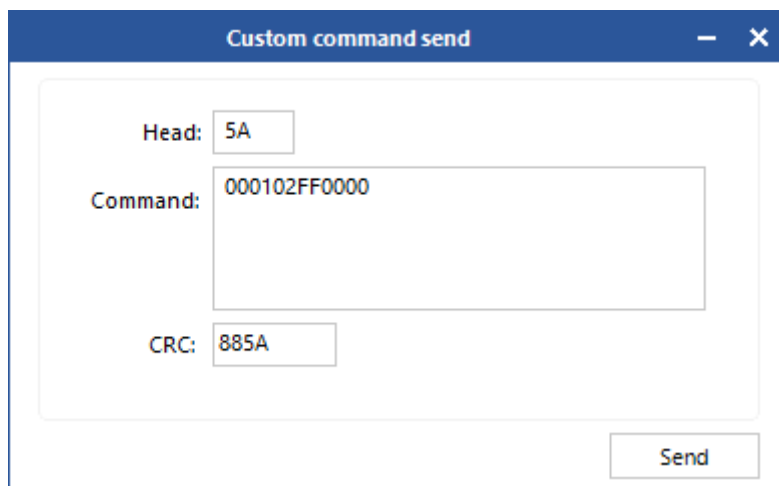 Custom command send
Head: 5A
Command: 000102FF0000
CRC: 885A
Send